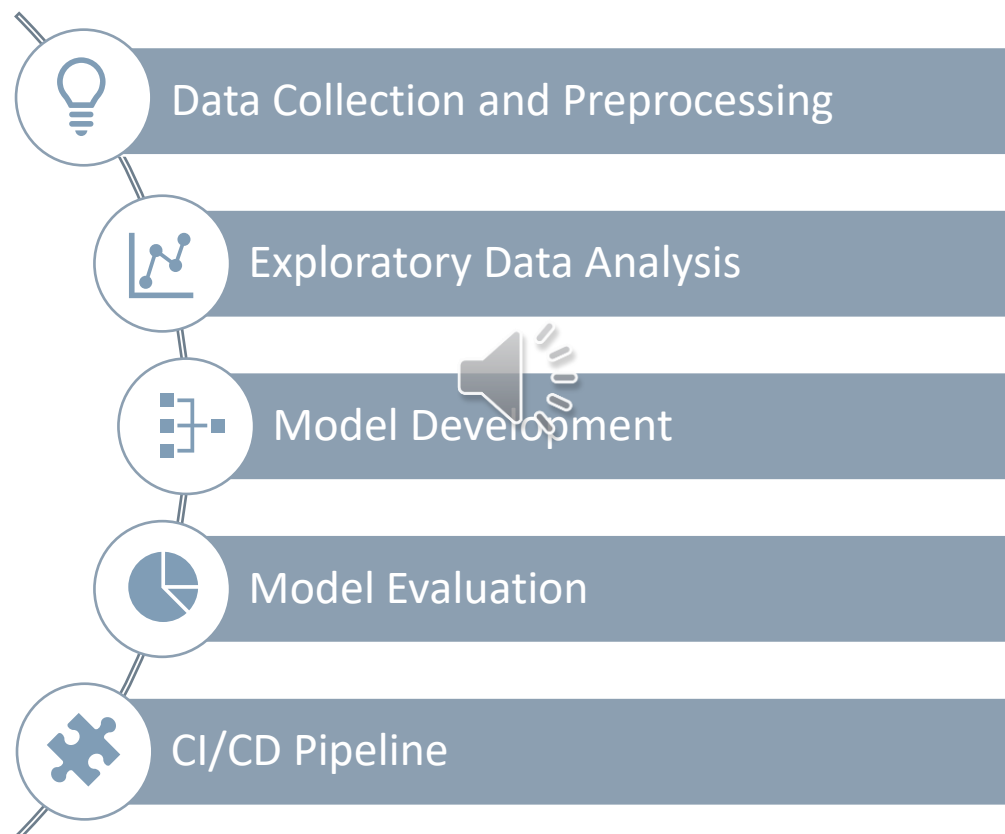 Data Collection and Preprocessing
Exploratory Data Analysis
Model Development
Model Evaluation
CI/CD Pipeline